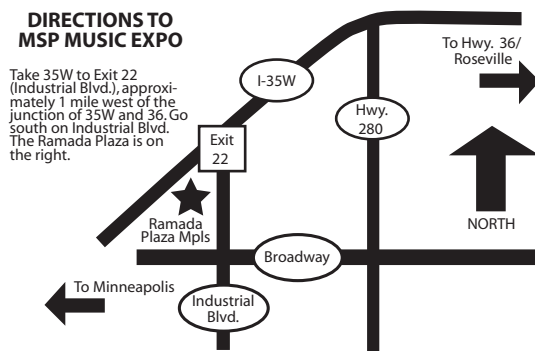 DIRECTIONS TO
MSP MUSIC EXPO
Take 35W to Exit 22
(Industrial Blvd.), approxi-
mately 1 mile west of the
junction of 35W and 36. Go
south on Industrial Blvd.
The Ramada Plaza is on
the right.
I-35W
To Hwy. 36/
Roseville
Hwy.
280
Exit
22
Ramada
Plaza Mpls
NORTH
Broadway
To Minneapolis
Industrial
Blvd.